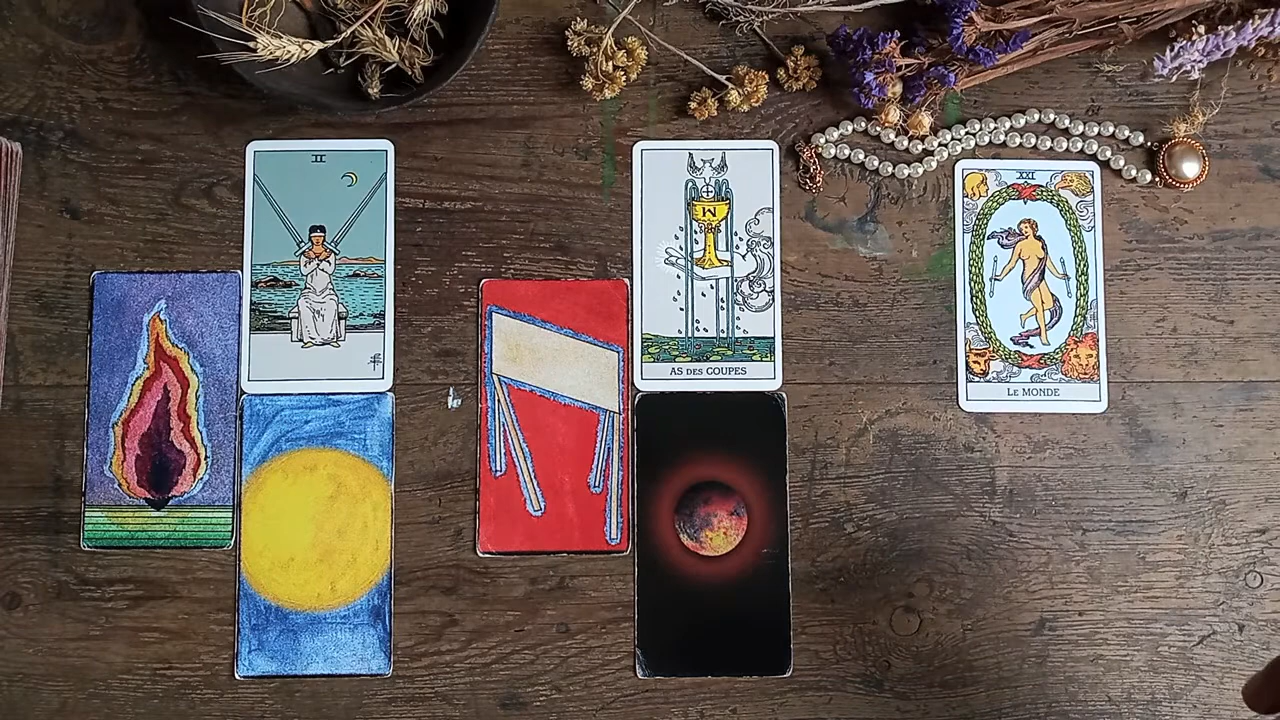 II
AS DES COUPES
XXI
LE MONDE